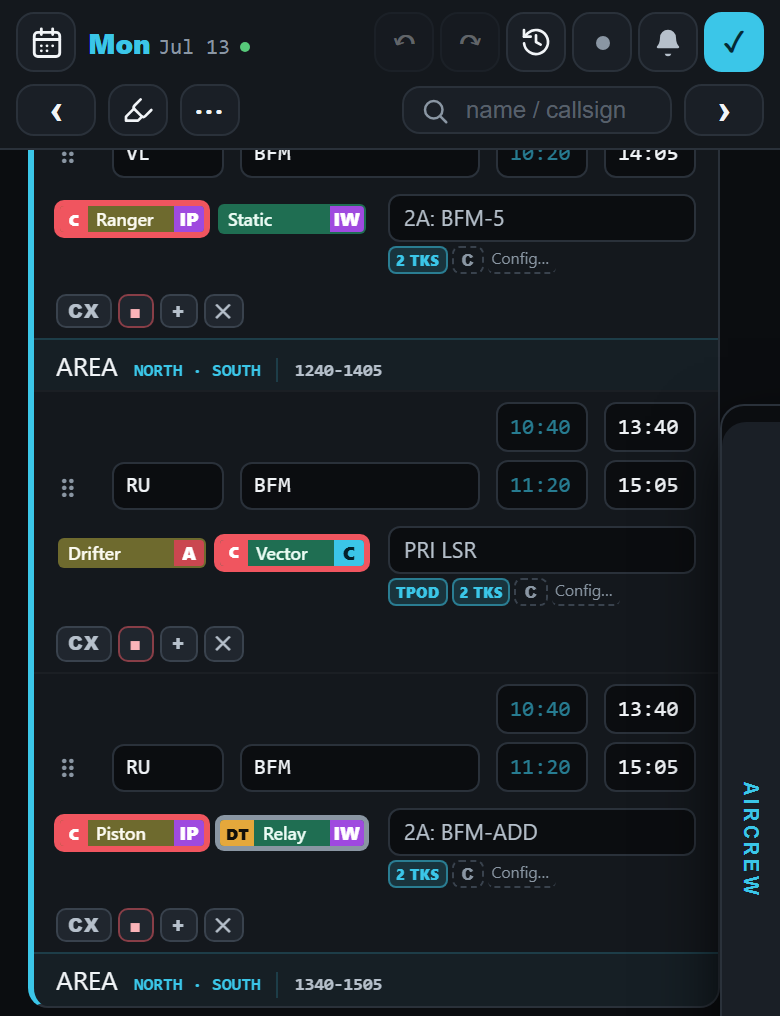 Mon Jul 13
name / callsign
VL BFM 10:20 14:05
C Ranger IP Static IW 2A: BFM-5
2 TKS C Config...
CX +
AREA NORTH · SOUTH 1240-1405
10:40 13:40
RU BFM 11:20 15:05
Drifter A C Vector C PRI LSR
TPOD 2 TKS C Config...
CX +
10:40 13:40
RU BFM 11:20 15:05
C Piston IP DT Relay IW 2A: BFM-ADD
2 TKS C Config...
CX +
AREA NORTH · SOUTH 1340-1505
AIRCREW